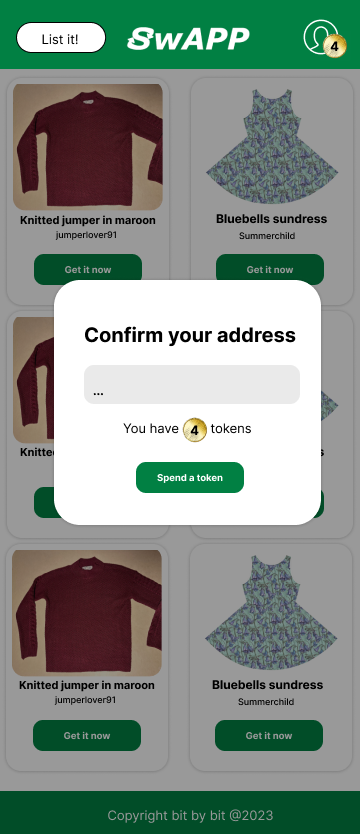 List it!
SWAPP
4
Knitted jumper in maroon
jumperlover91
Get it now
Bluebells sundress
Summerchild
Get it now
Confirm your address
...
You have 4 tokens
Spend a token
Knitted jumper in maroon
jumperlover91
Get it now
Bluebells sundress
Summerchild
Get it now
Copyright bit by bit @2023